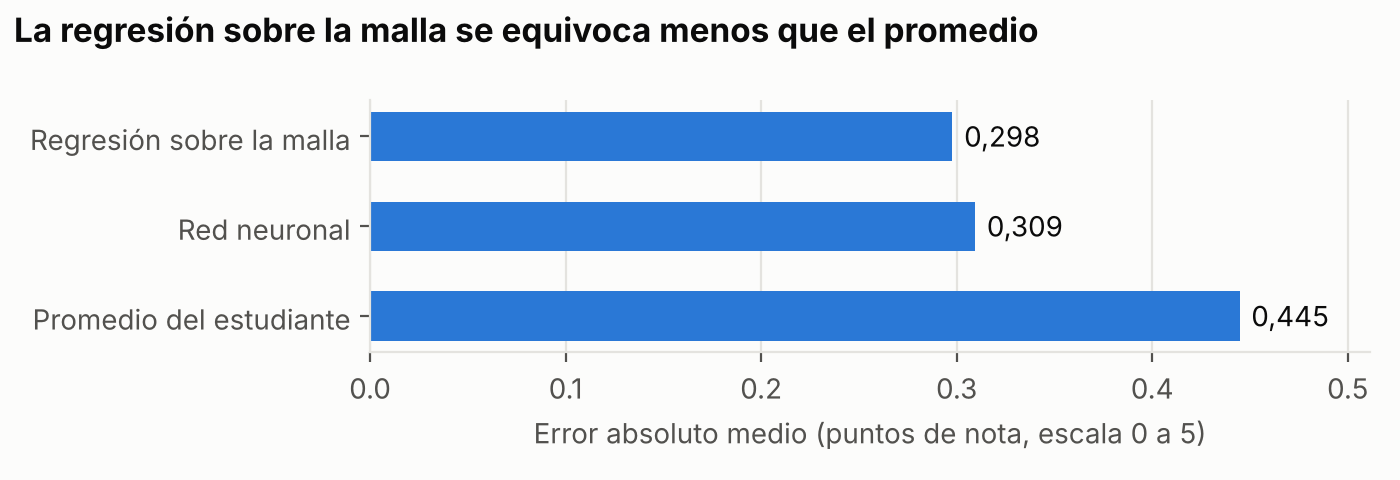 La regresión sobre la malla se equivoca menos que el promedio
Regresión sobre la malla
0,298
Red neuronal
0,309
Promedio del estudiante
0,445
0.0
0.1
0.2
0.3
0.4
0.5
Error absoluto medio (puntos de nota, escala 0 a 5)